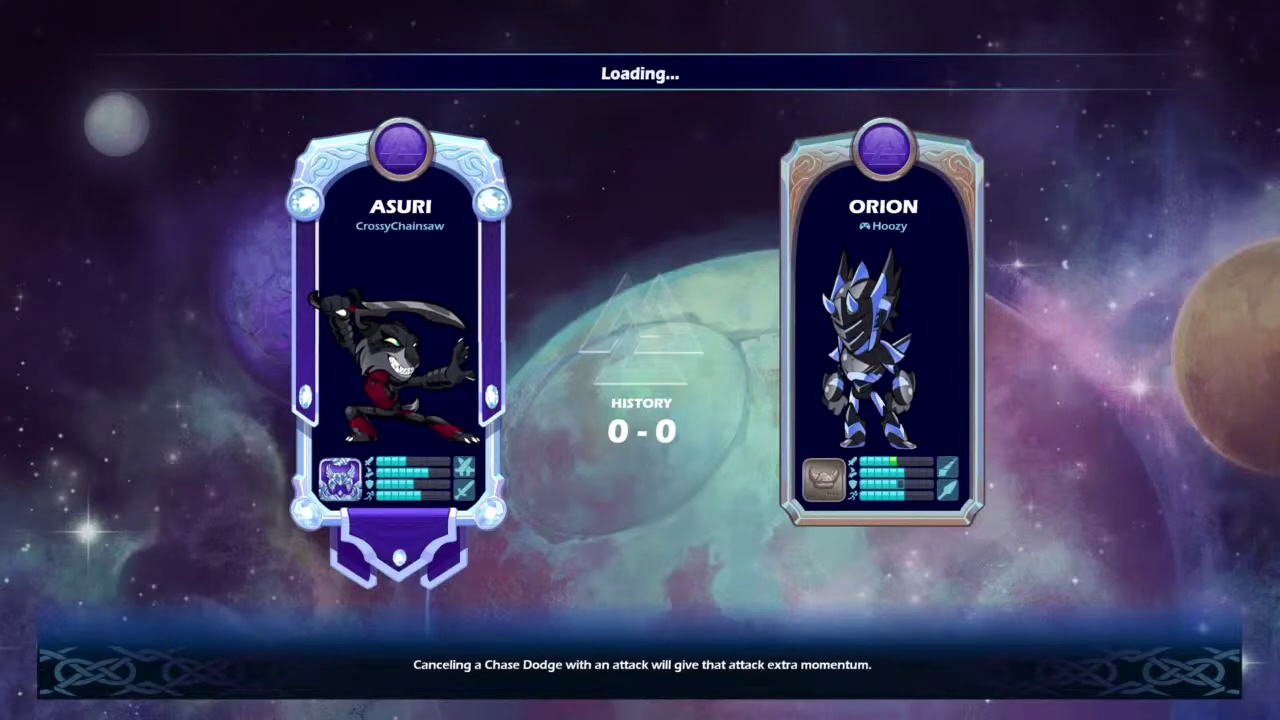 Loading...
ASURI
CrossyChainsaw
ORION
Hoozy
HISTORY
0 - 0
Canceling a Chase Dodge with an attack will give that attack extra momentum.